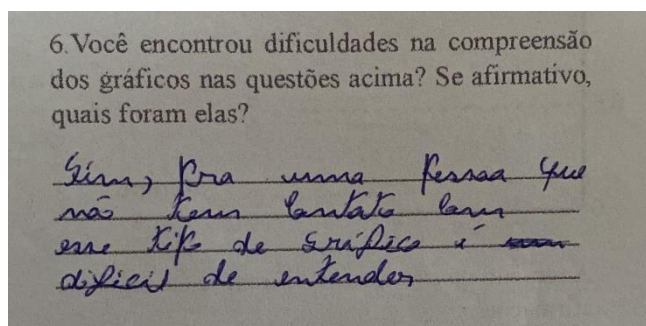 6.Você encontrou dificuldades na compreensão
dos gráficos nas questões acima? Se afirmativo,
quais foram elas?
Sim, pra uma pessoa que
não tem contato com
esse tipo de gráfico é
dificil de entender